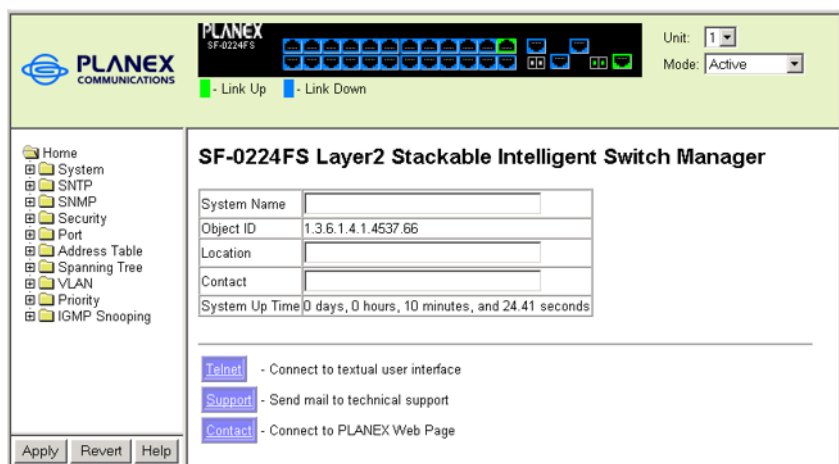 PLANEX
COMMUNICATIONS
PLANEX
SF-0224FS
- Link Up - Link Down
Unit: 1
Mode: Active
Home
System
SNTP
SNMP
Security
Port
Address Table
Spanning Tree
VLAN
Priority
IGMP Snooping
Apply Revert Help
SF-0224FS Layer2 Stackable Intelligent Switch Manager
System Name
Object ID 1.3.6.1.4.1.4537.66
Location
Contact
System Up Time 0 days, 0 hours, 10 minutes, and 24.41 seconds
Telnet - Connect to textual user interface
Support - Send mail to technical support
Contact - Connect to PLANEX Web Page